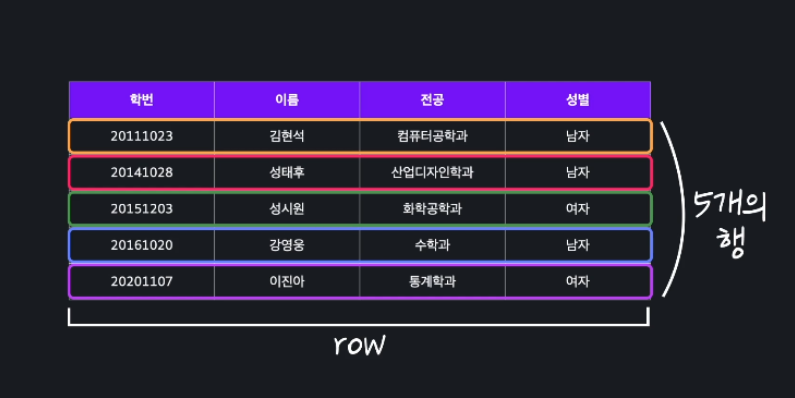 학번 이름 전공 성별
20111023 김현석 컴퓨터공학과 남자
20141028 성태후 산업디자인학과 남자
20151203 성시원 화학공학과 여자
20161020 강영웅 수학과 남자
20201107 이진아 통계학과 여자
5개의
행
row